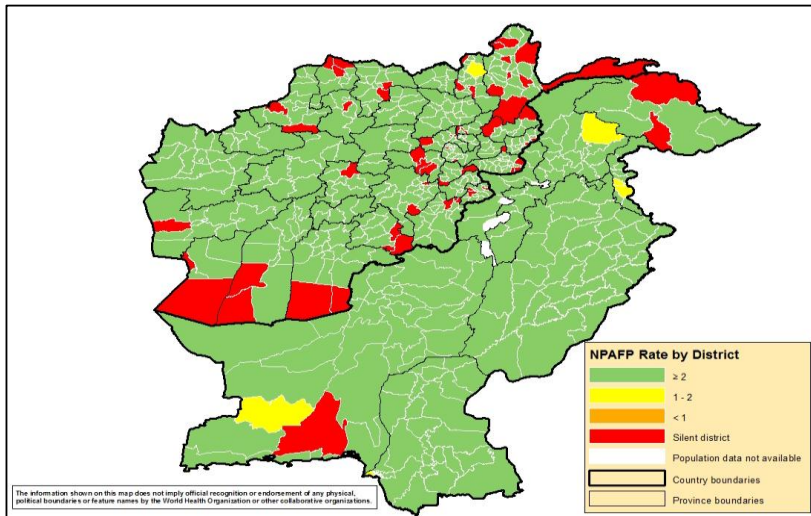 NPAFP Rate by District
≥ 2
1 - 2
< 1
Silent district
Population data not available
Country boundaries
Province boundaries
The information shown on this map does not imply official recognition or endorsement of any physical,
political boundaries or feature names by the World Health Organization or other collaborative organizations.